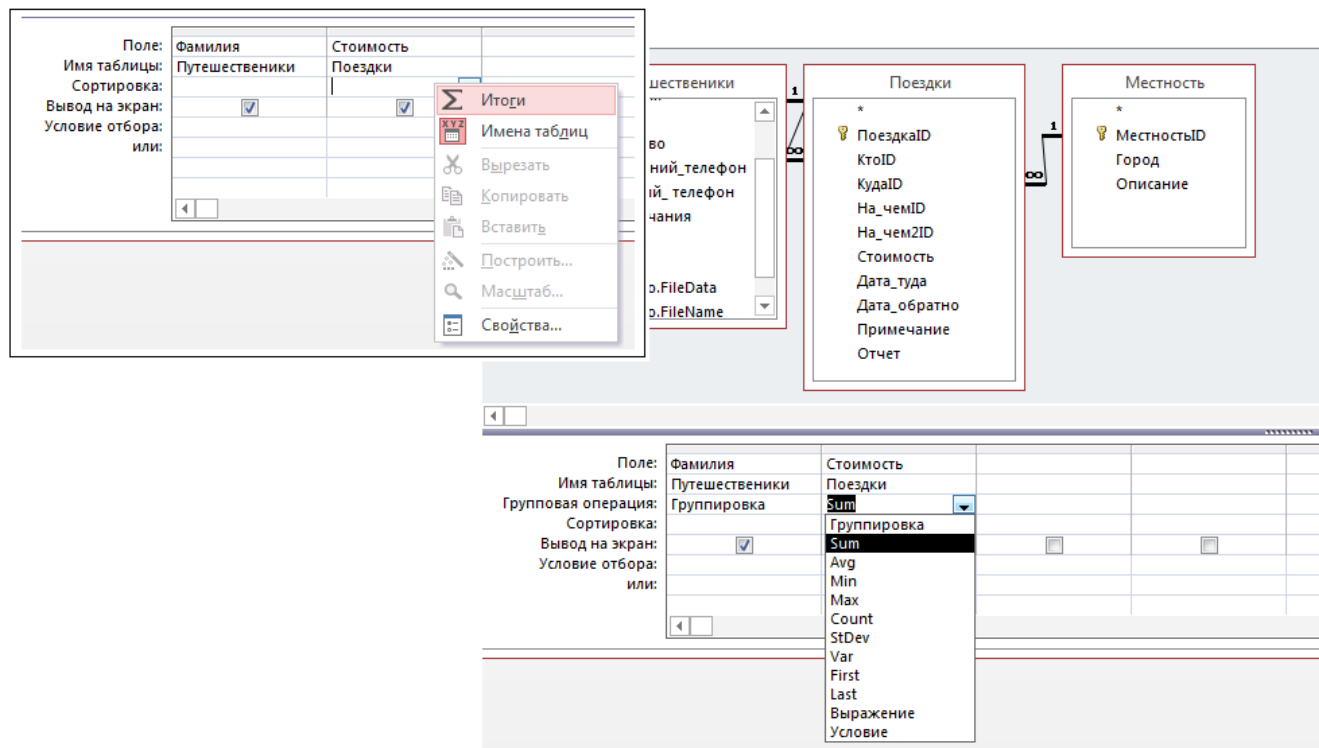 Поле: Фамилия Стоимость
Имя таблицы: Путешественики Поездки
Сортировка:
Вывод на экран:
Условие отбора:
или:
Итоги
Имена таблиц
Вырезать
Копировать
Вставить
Построить...
Масштаб...
Свойства...
шественики
во
ний_телефон
ий_ телефон
чания
о.FileData
о.FileName
1
∞
Поездки
*
ПоездкаID
КтоID
КудаID
На_чемID
На_чем2ID
Стоимость
Дата_туда
Дата_обратно
Примечание
Отчет
1
∞
Местность
*
МестностьID
Город
Описание
Поле: Фамилия Стоимость
Имя таблицы: Путешественики Поездки
Групповая операция: Группировка Sum
Сортировка:
Вывод на экран:
Условие отбора:
или:
Группировка
Sum
Avg
Min
Max
Count
StDev
Var
First
Last
Выражение
Условие